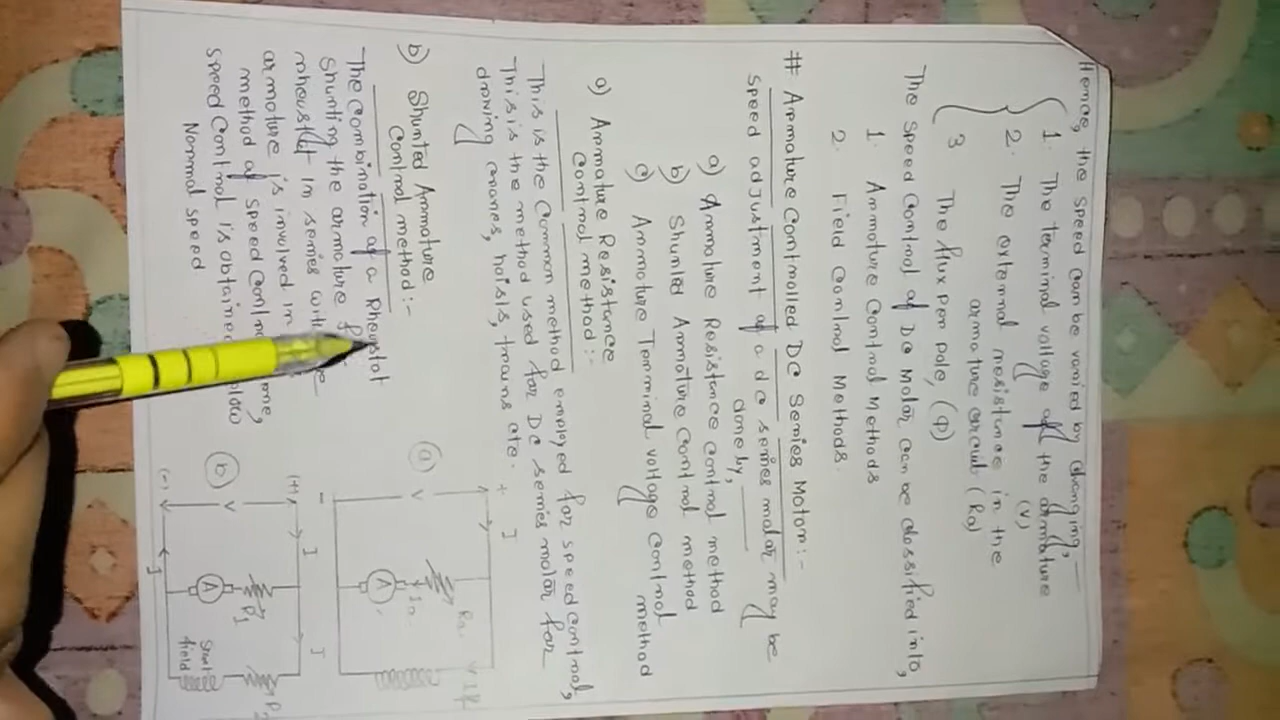 Hence, the speed can be varied by changing,—
1. The terminal voltage of the armature (V)
2. The external resistance in the armature circuit (Ra)
3 The flux per pole, (Φ)
The speed control of DC Motor can be classified into,
1. Armature Control Methods
2. Field Control Methods.
# Armature Controlled DC Series Motor:-
speed adjustment of a dc series motor may be
done by,
a) Armature Resistance control method
b) Shunted Armature Control method
c) Armature Terminal voltage control method
a) Armature Resistance
Control method:-
This is the common method employed for speed control,
This is the method used for DC series motor for
driving cranes, hoists, trains etc.
b) Shunted Armature
Control method:-
The combination of a Rheostat
shunting the armature
rheostat in series
armature is involved in
method of speed control
speed control is obtained
Normal speed
+ I
V
-
Ra
A
(a)
(+) I I
V
(-) I
R1
A
(b)
field